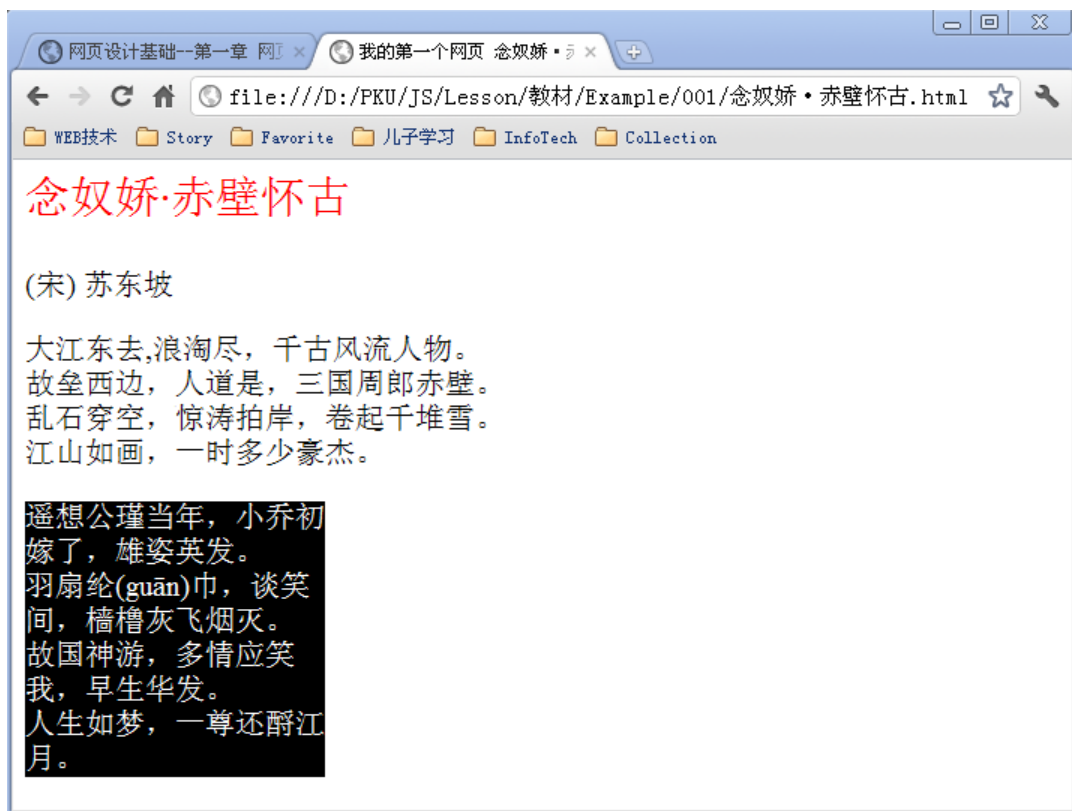 网页设计基础--第一章 网页
我的第一个网页 念奴娇·
file:///D:/PKU/JS/Lesson/教材/Example/001/念奴娇·赤壁怀古.html
WEB技术 Story Favorite 儿子学习 InfoTech Collection
念奴娇·赤壁怀古
(宋) 苏东坡
大江东去,浪淘尽，千古风流人物。
故垒西边，人道是，三国周郎赤壁。
乱石穿空，惊涛拍岸，卷起千堆雪。
江山如画，一时多少豪杰。
遥想公瑾当年，小乔初
嫁了，雄姿英发。
羽扇纶(guān)巾，谈笑
间，樯橹灰飞烟灭。
故国神游，多情应笑
我，早生华发。
人生如梦，一尊还酹江
月。